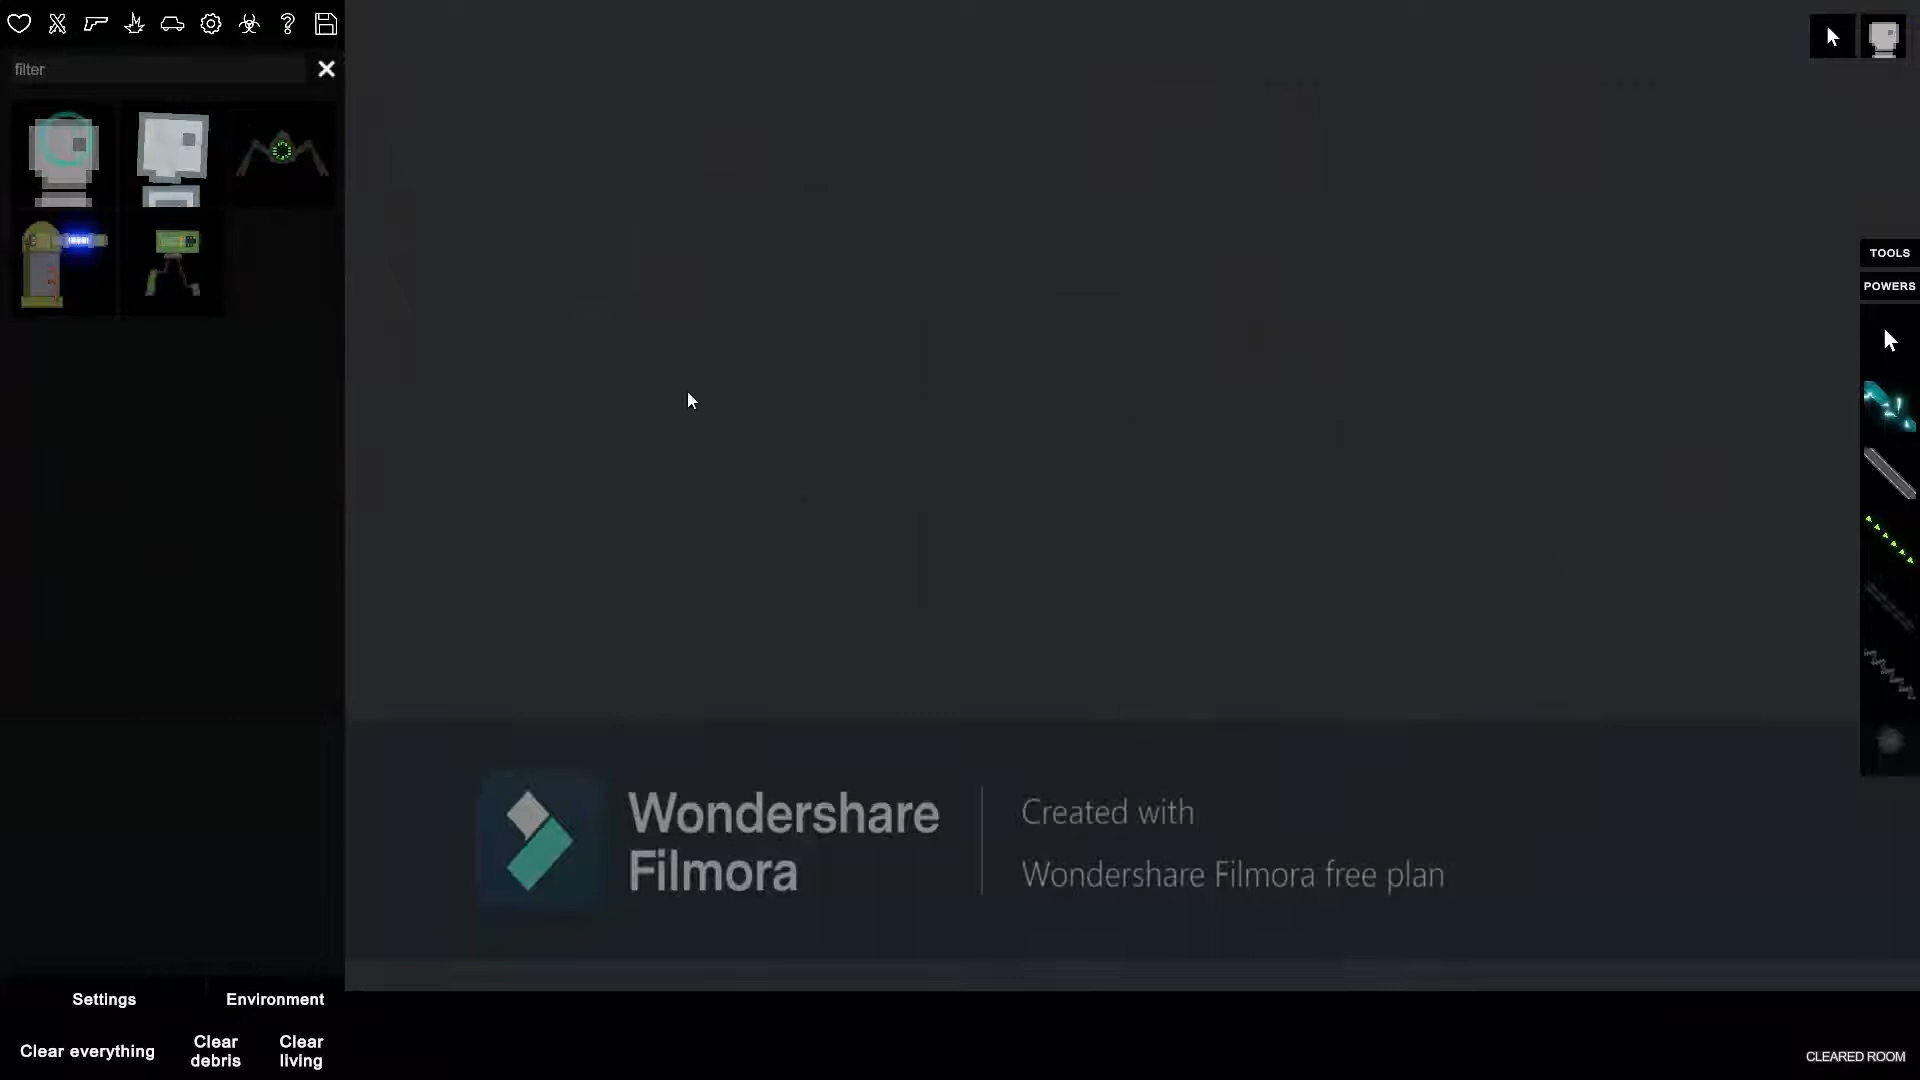 filter
TOOLS
POWERS
Wondershare
Filmora
Created with
Wondershare Filmora free plan
Settings
Environment
Clear everything
Clear
debris
Clear
living
CLEARED ROOM